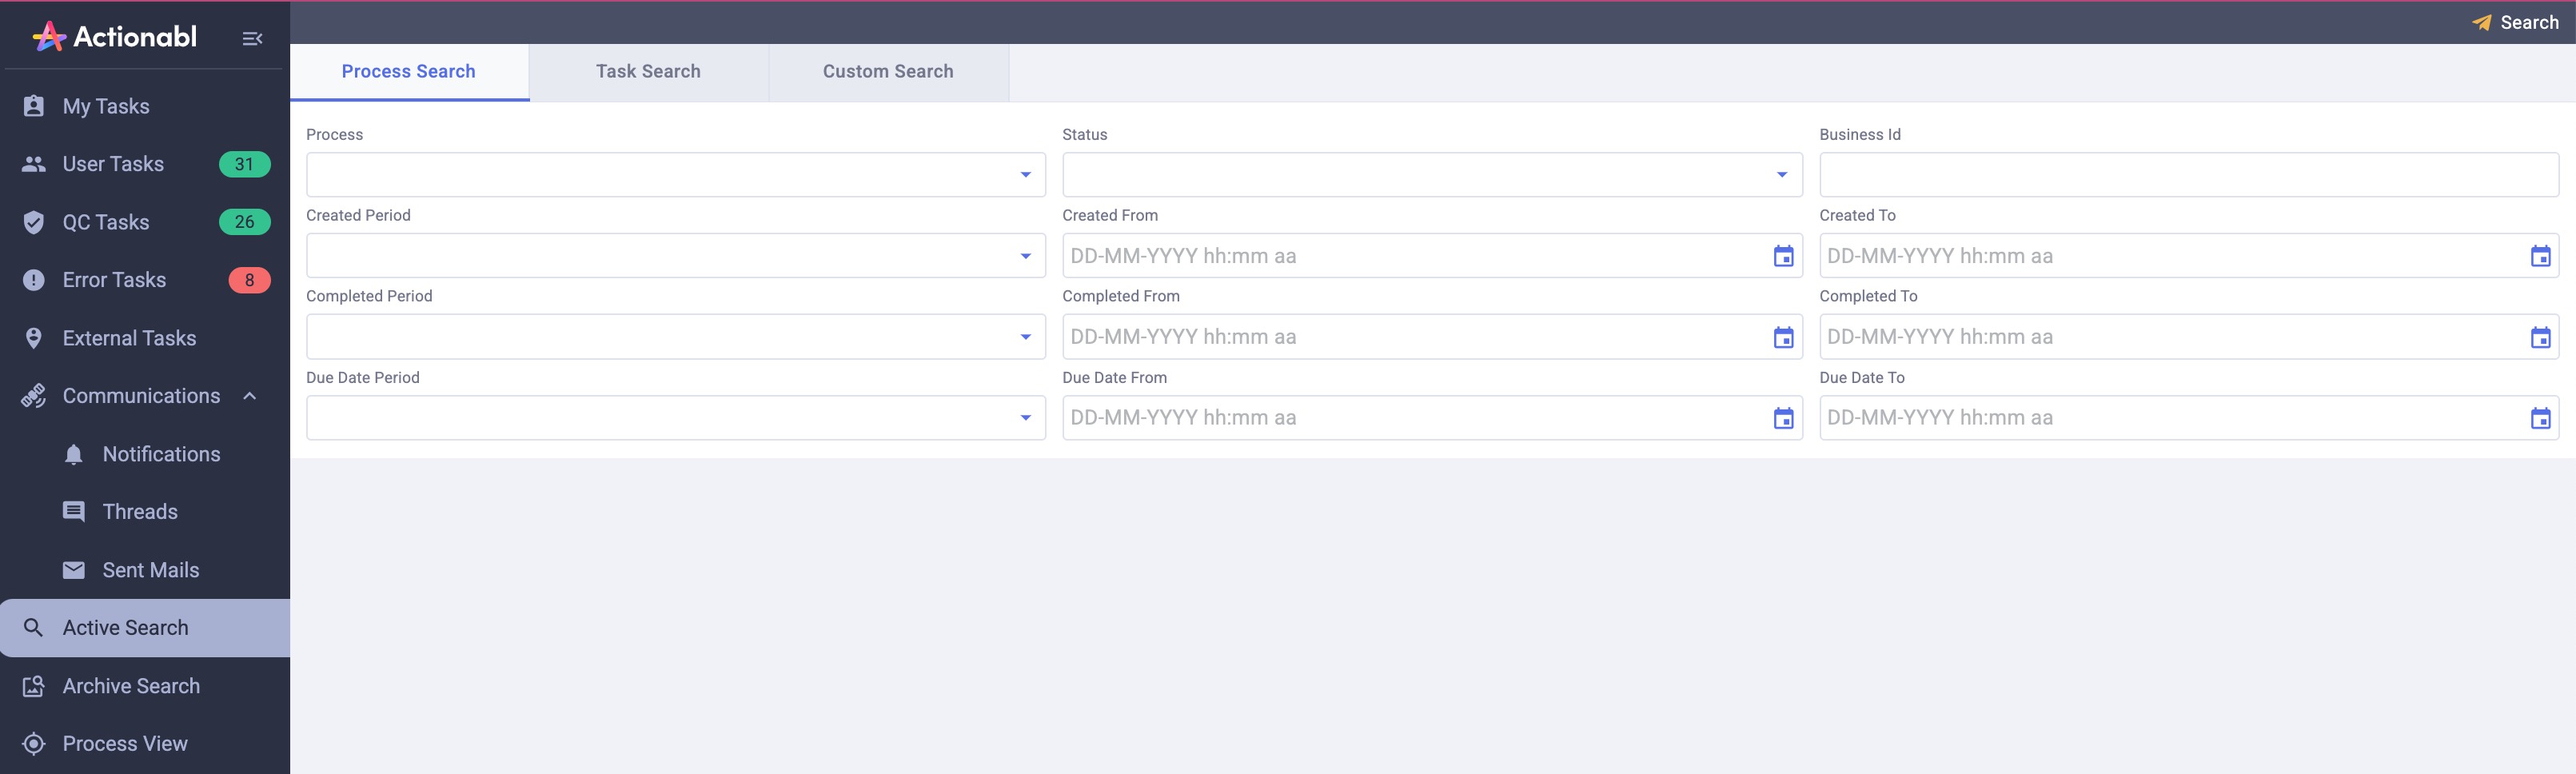 Actionabl
My Tasks
User Tasks 31
QC Tasks 26
Error Tasks 8
External Tasks
Communications
Notifications
Threads
Sent Mails
Active Search
Archive Search
Process View
Search
Process Search Task Search Custom Search
Process Status Business Id
Created Period Created From Created To
DD-MM-YYYY hh:mm aa DD-MM-YYYY hh:mm aa
Completed Period Completed From Completed To
DD-MM-YYYY hh:mm aa DD-MM-YYYY hh:mm aa
Due Date Period Due Date From Due Date To
DD-MM-YYYY hh:mm aa DD-MM-YYYY hh:mm aa